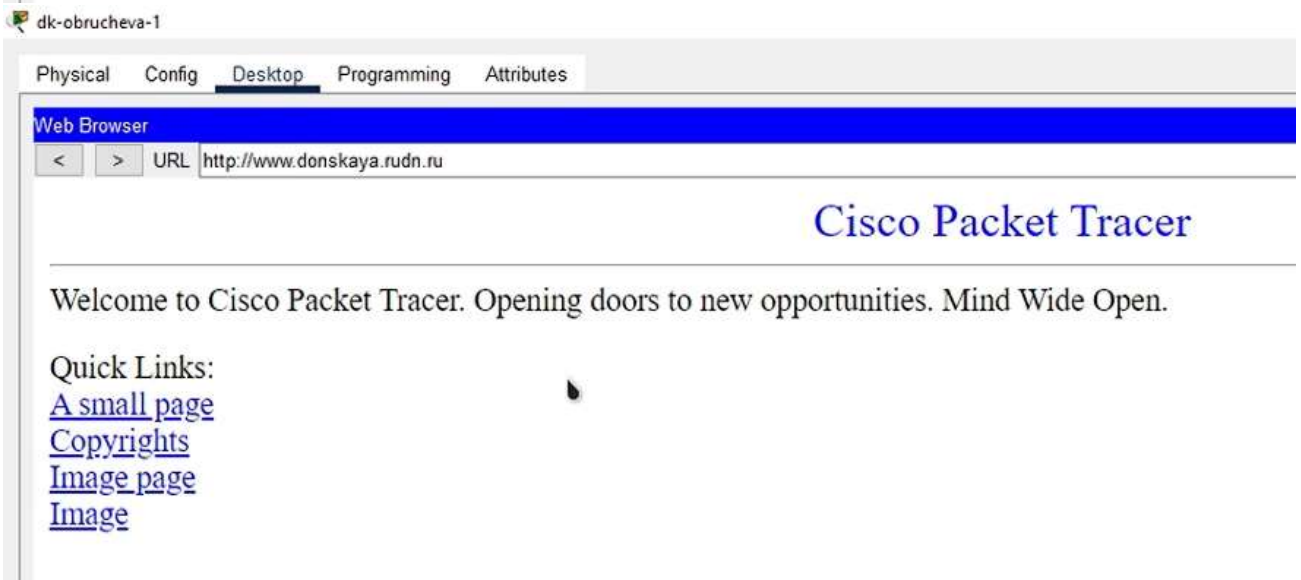 dk-obrucheva-1
Physical Config Desktop Programming Attributes
Web Browser
< > URL http://www.donskaya.rudn.ru
Cisco Packet Tracer
Welcome to Cisco Packet Tracer. Opening doors to new opportunities. Mind Wide Open.
Quick Links:
A small page
Copyrights
Image page
Image